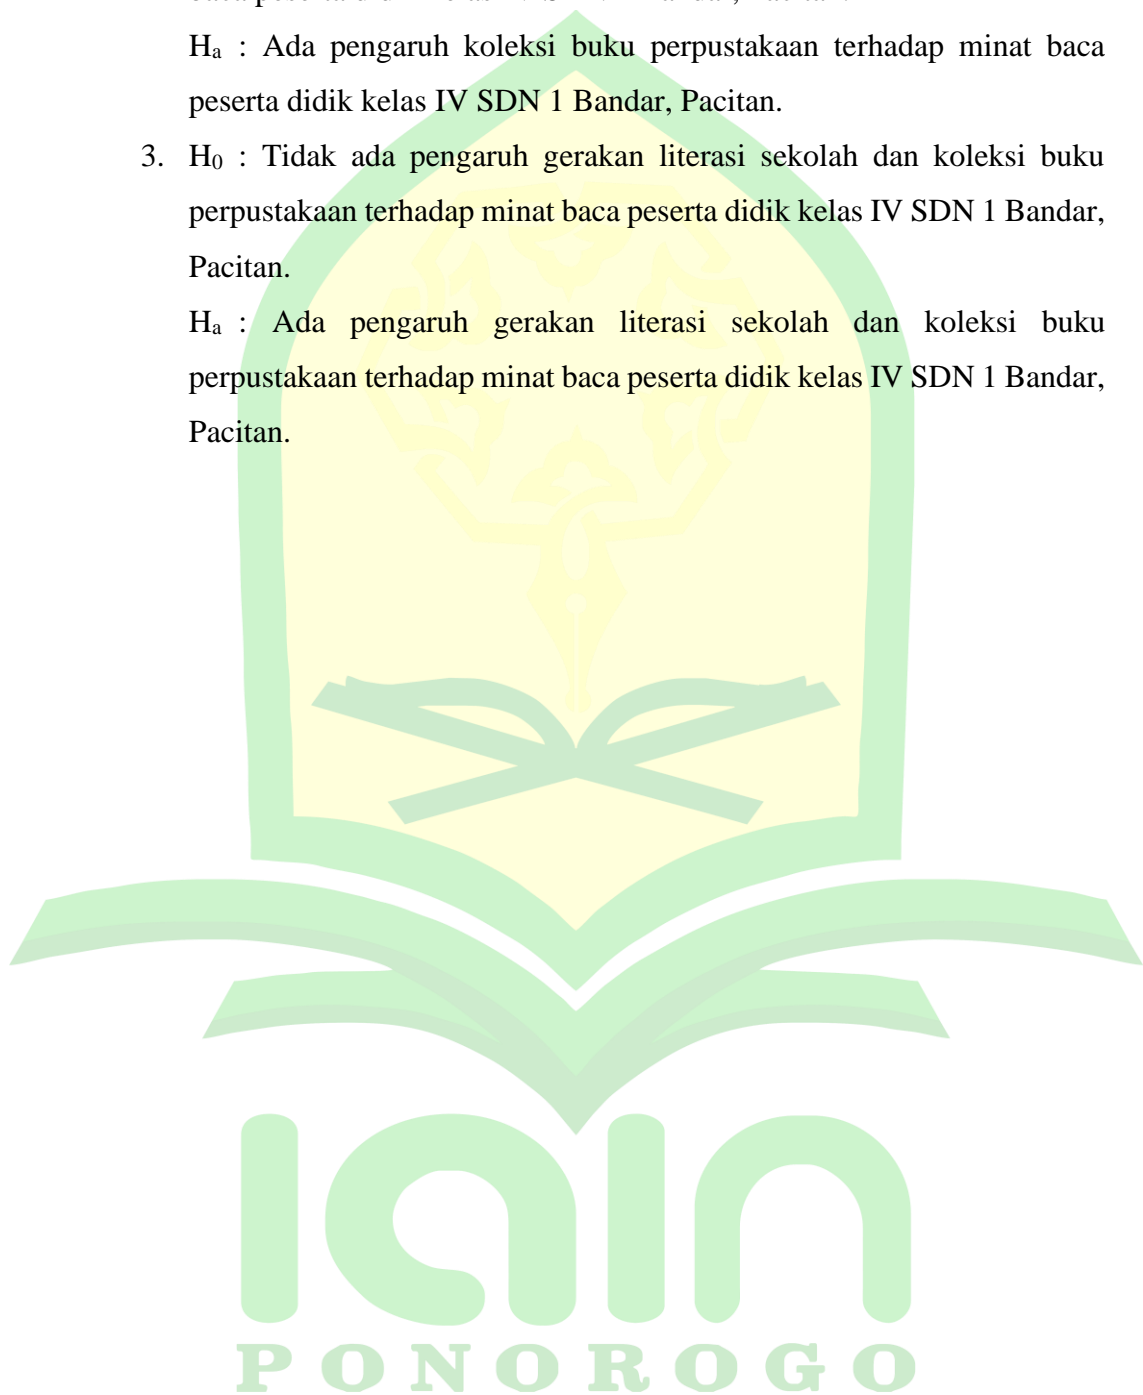 Hₐ : Ada pengaruh koleksi buku perpustakaan terhadap minat baca
peserta didik kelas IV SDN 1 Bandar, Pacitan.
3. H₀ : Tidak ada pengaruh gerakan literasi sekolah dan koleksi buku
perpustakaan terhadap minat baca peserta didik kelas IV SDN 1 Bandar,
Pacitan.
Hₐ : Ada pengaruh gerakan literasi sekolah dan koleksi buku
perpustakaan terhadap minat baca peserta didik kelas IV SDN 1 Bandar,
Pacitan.
iain
PONOROGO